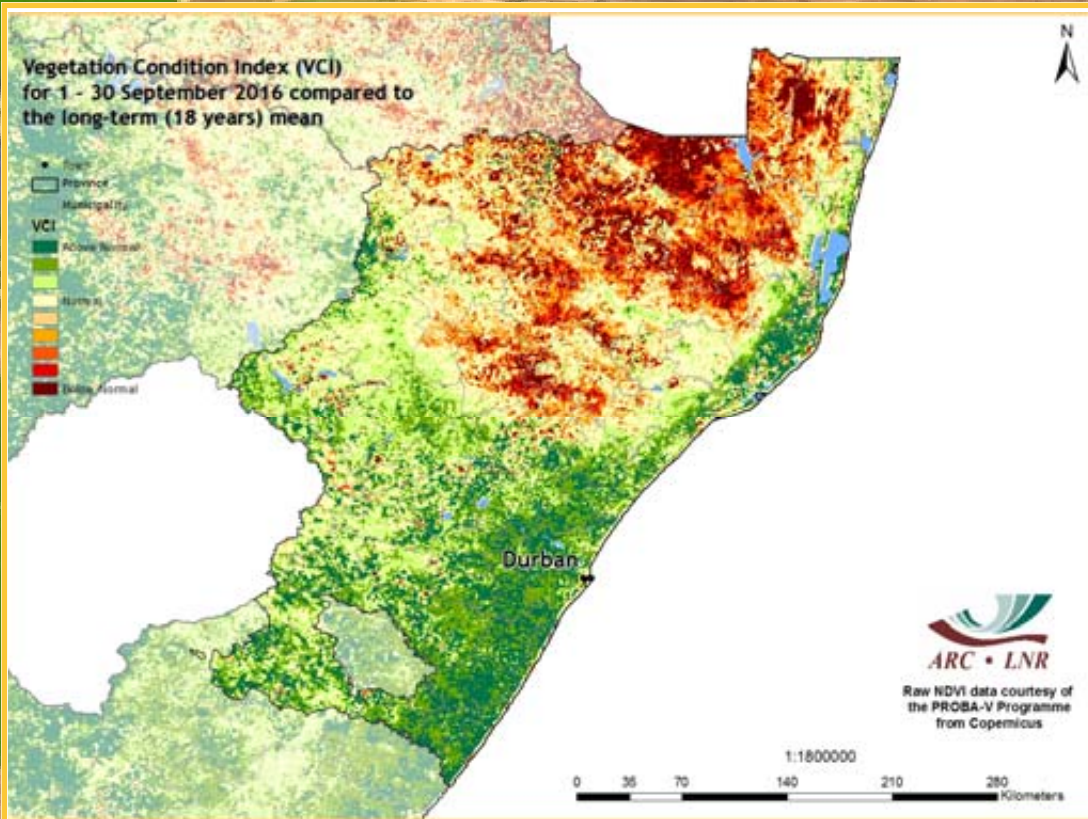 Vegetation Condition Index (VCI)
for 1 - 30 September 2016 compared to
the long-term (18 years) mean
N
Town
Province
Municipality
VCI
Above Normal
Normal
Below Normal
Durban
ARC • LNR
Raw NDVI data courtesy of
the PROBA-V Programme
from Copernicus
1:1800000
0 35 70 140 210 280
Kilometers